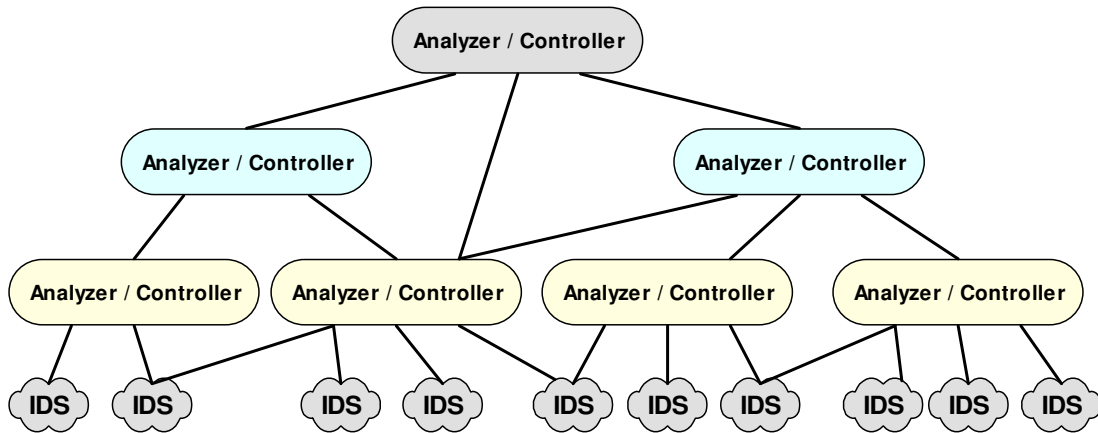 Analyzer / Controller
Analyzer / Controller
Analyzer / Controller
Analyzer / Controller
Analyzer / Controller
Analyzer / Controller
Analyzer / Controller
IDS
IDS
IDS
IDS
IDS
IDS
IDS
IDS
IDS
IDS